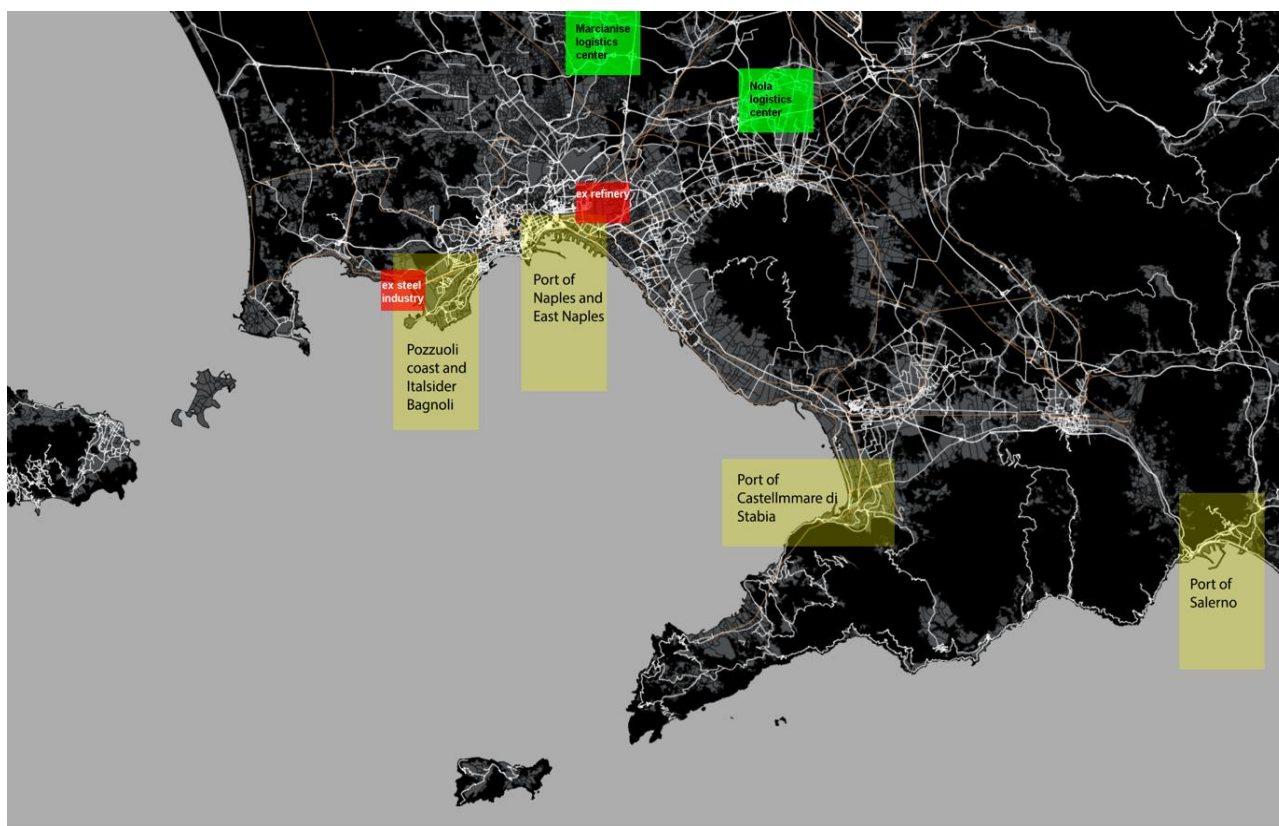 Marcianise
logistics
center
Nola
logistics
center
ex refinery
ex steel
industry
Port of
Naples and
East Naples
Pozzuoli
coast and
Italsider
Bagnoli
Port of
Castellmmare di
Stabia
Port of
Salerno